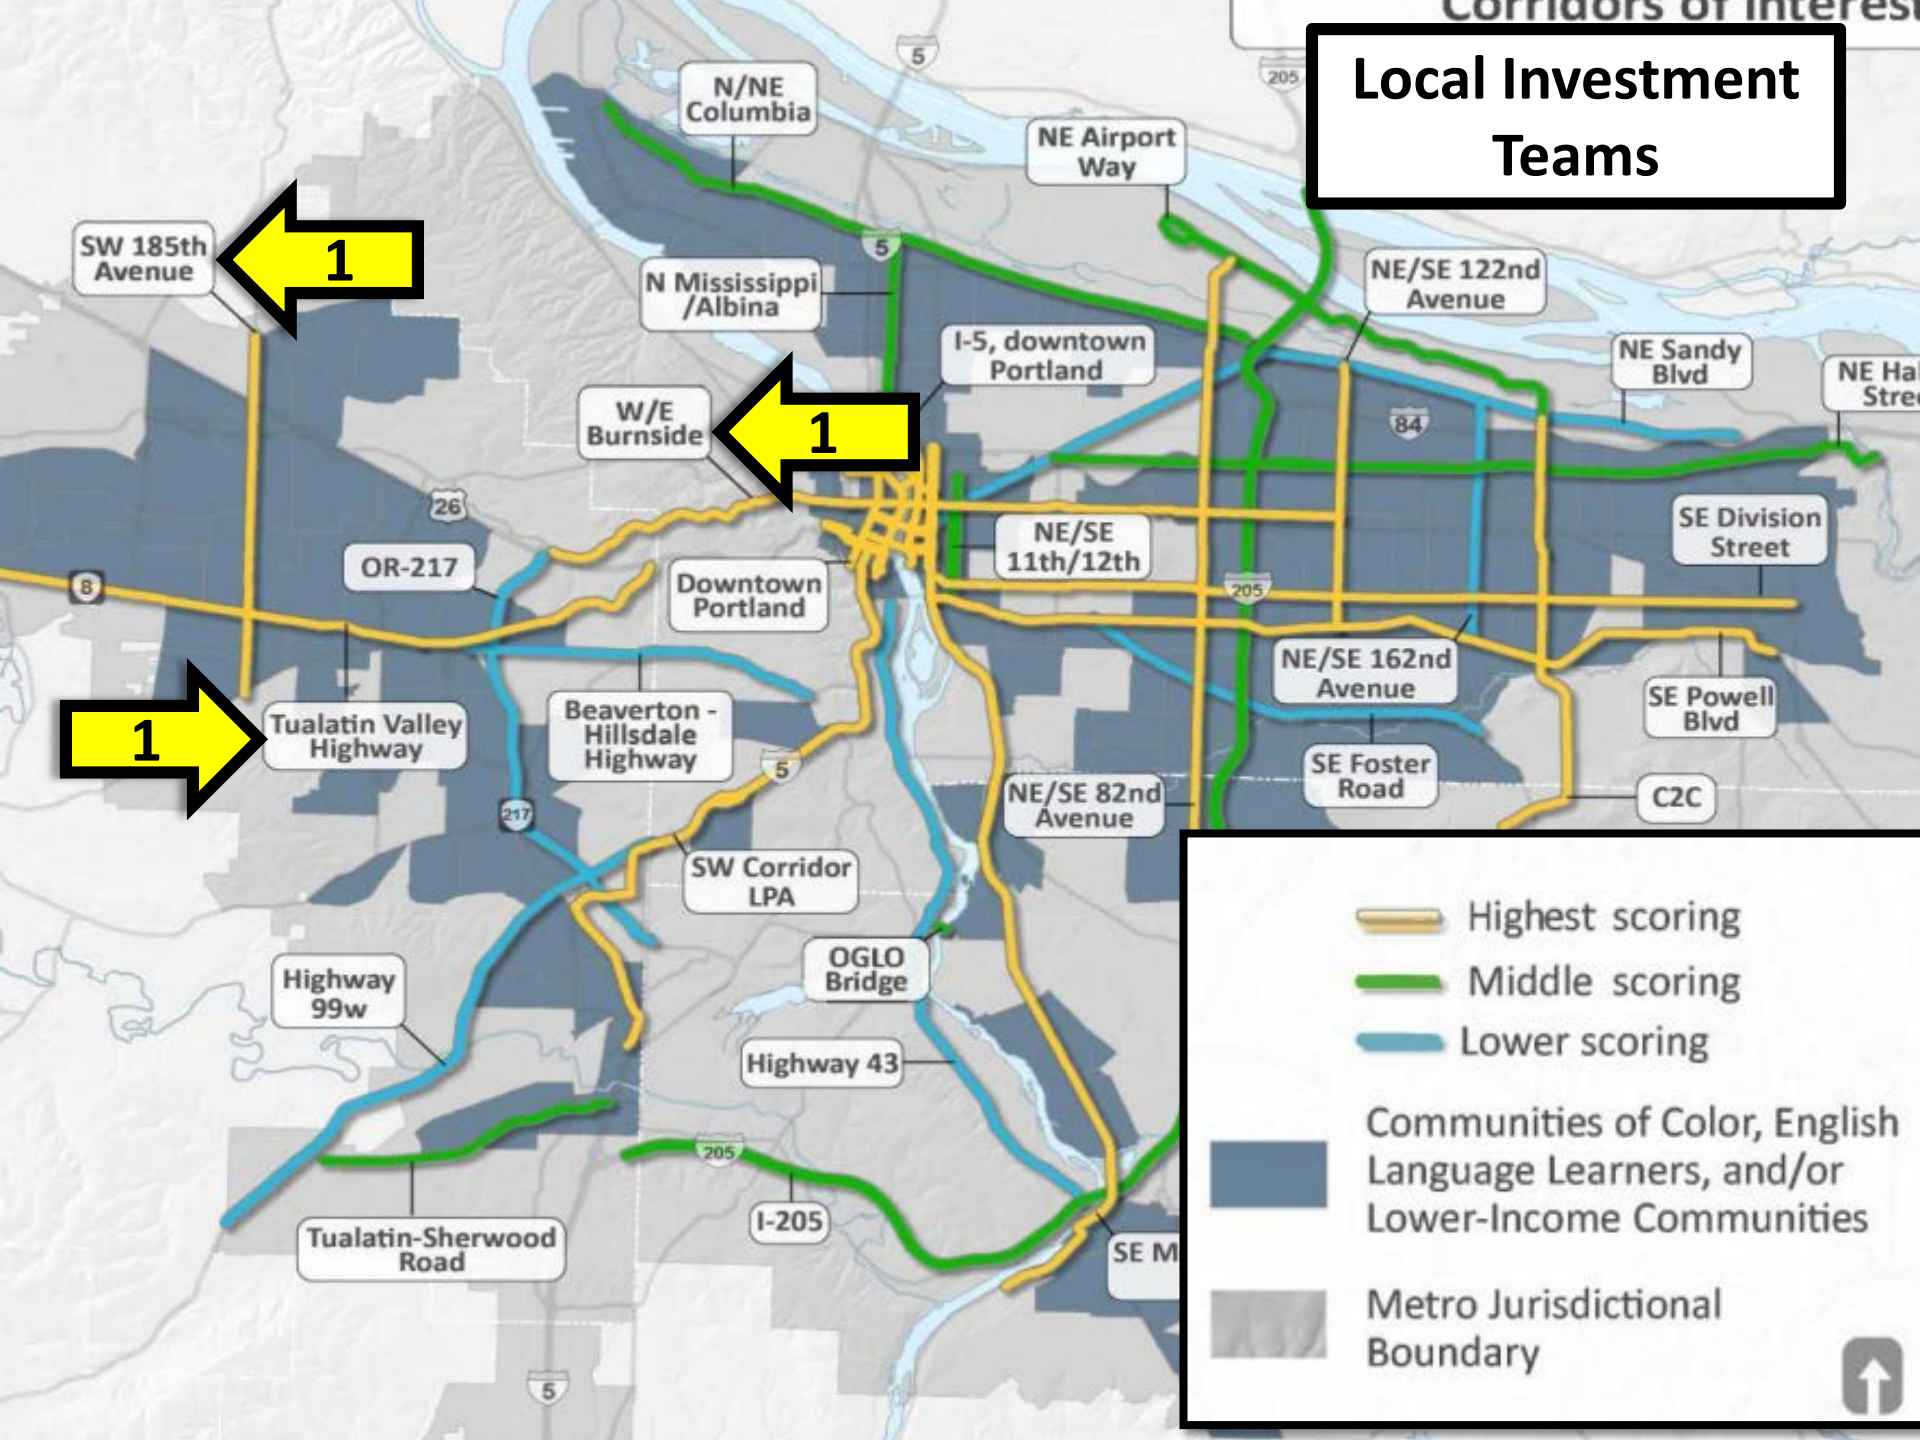 Corridors of Interest
Local Investment
Teams
5
205
N/NE
Columbia
NE Airport
Way
SW 185th
Avenue
1
5
N Mississippi
/Albina
NE/SE 122nd
Avenue
I-5, downtown
Portland
NE Sandy
Blvd
NE Ha
Stre
W/E
Burnside
1
84
26
SE Division
Street
NE/SE
11th/12th
OR-217
8
Downtown
Portland
205
NE/SE 162nd
Avenue
SE Powell
Blvd
1
Tualatin Valley
Highway
Beaverton -
Hillsdale
Highway
5
SE Foster
Road
NE/SE 82nd
Avenue
C2C
217
SW Corridor
LPA
Highest scoring
Middle scoring
Lower scoring
OGLO
Bridge
Highway
99w
Highway 43
Communities of Color, English
Language Learners, and/or
Lower-Income Communities
205
I-205
Tualatin-Sherwood
Road
SE M
Metro Jurisdictional
Boundary
5